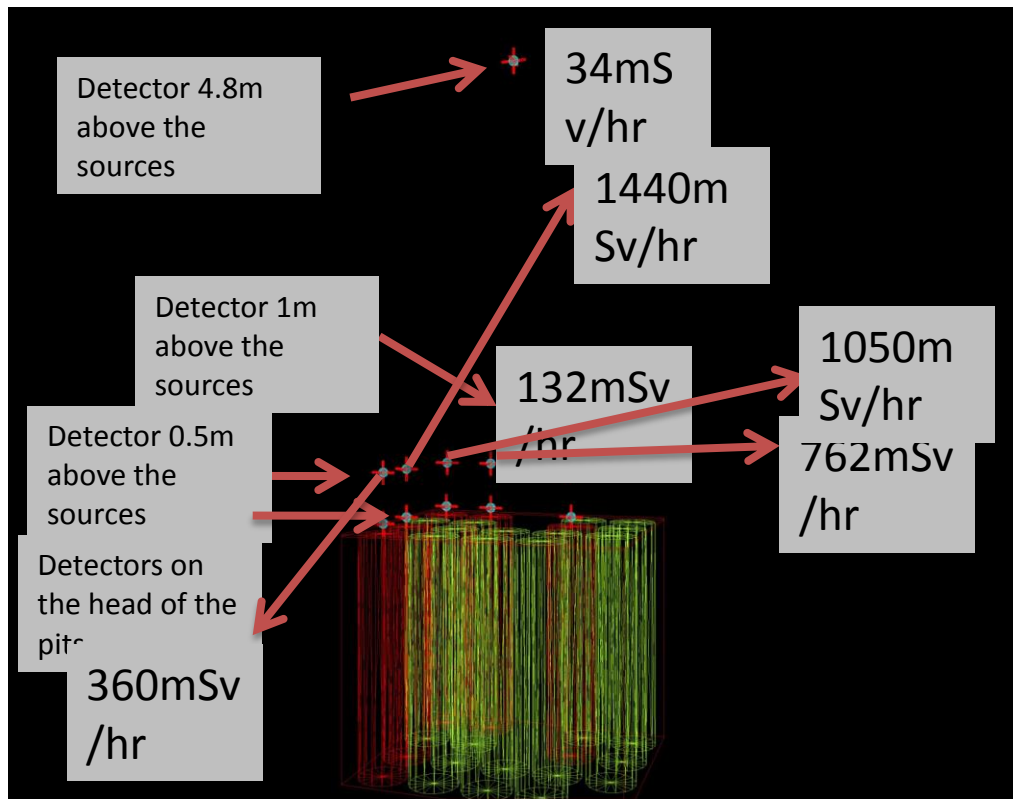 Detector 4.8m
above the
sources
34mS
v/hr
1440m
Sv/hr
Detector 1m
above the
sources
132mSv
/hr
1050m
Sv/hr
762mSv
/hr
Detector 0.5m
above the
sources
Detectors on
the head of the
pits
360mSv
/hr